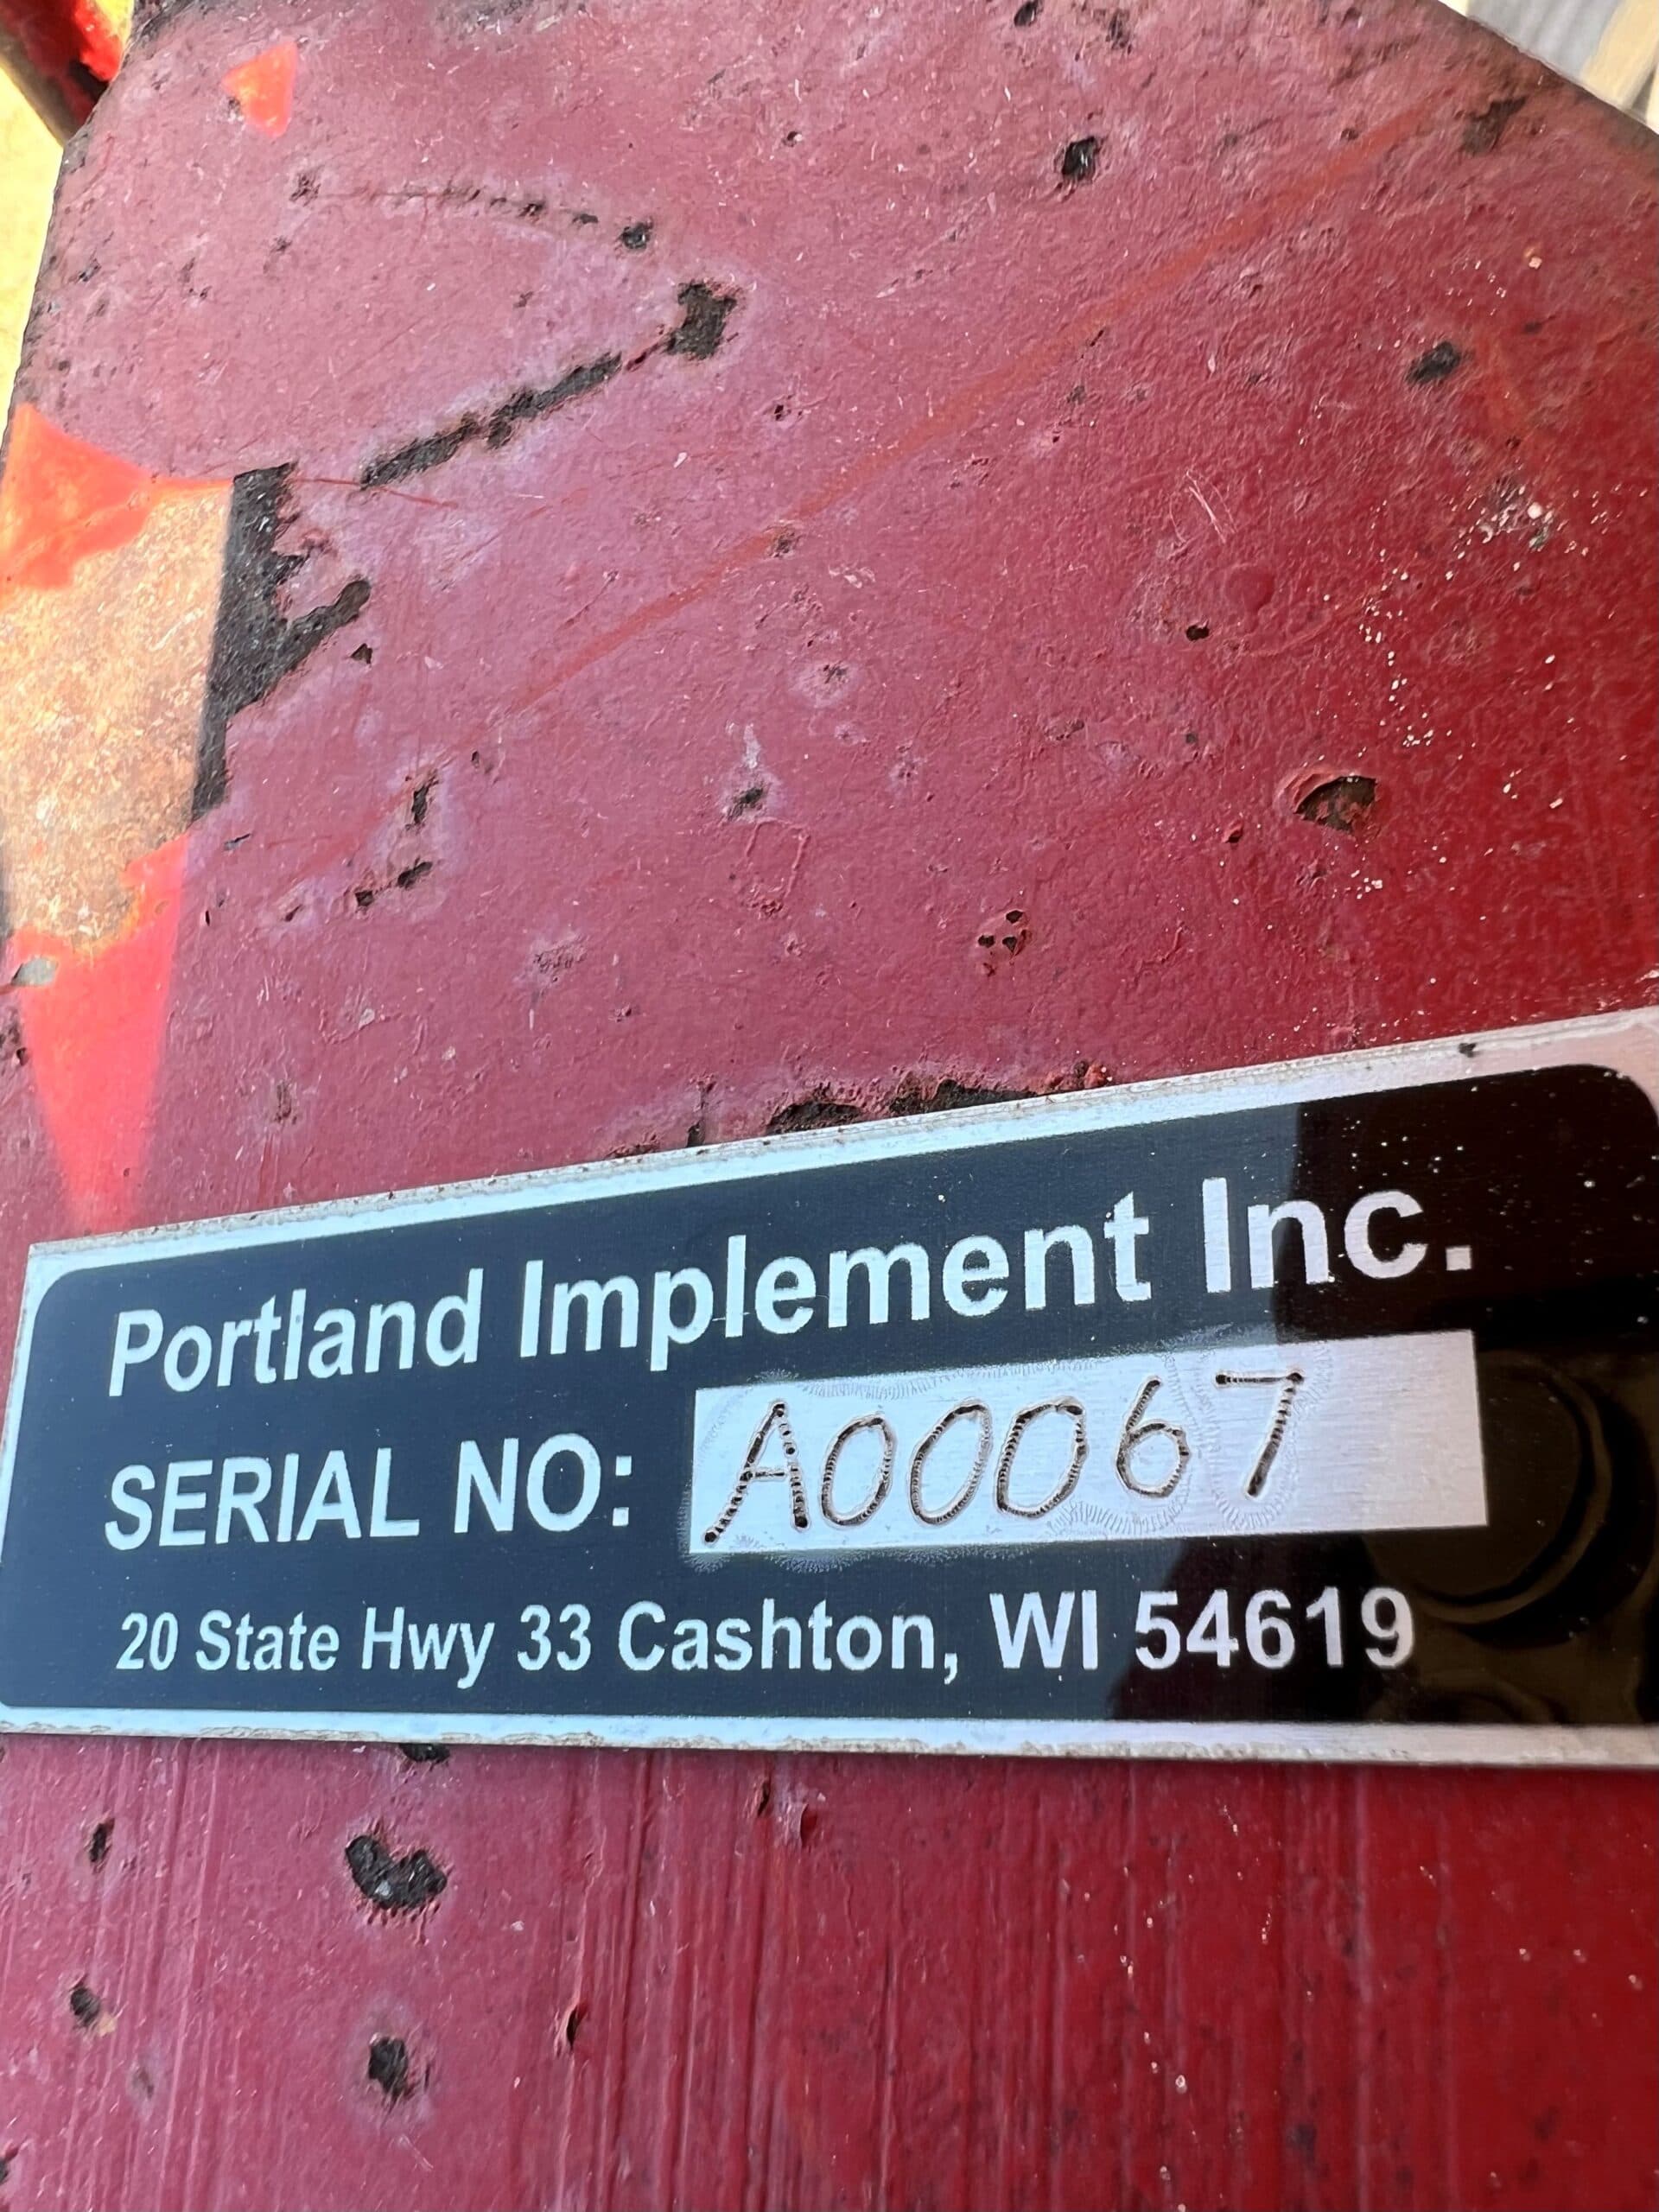 Portland Implement Inc.
SERIAL NO: A00067
20 State Hwy 33 Cashton, WI 54619